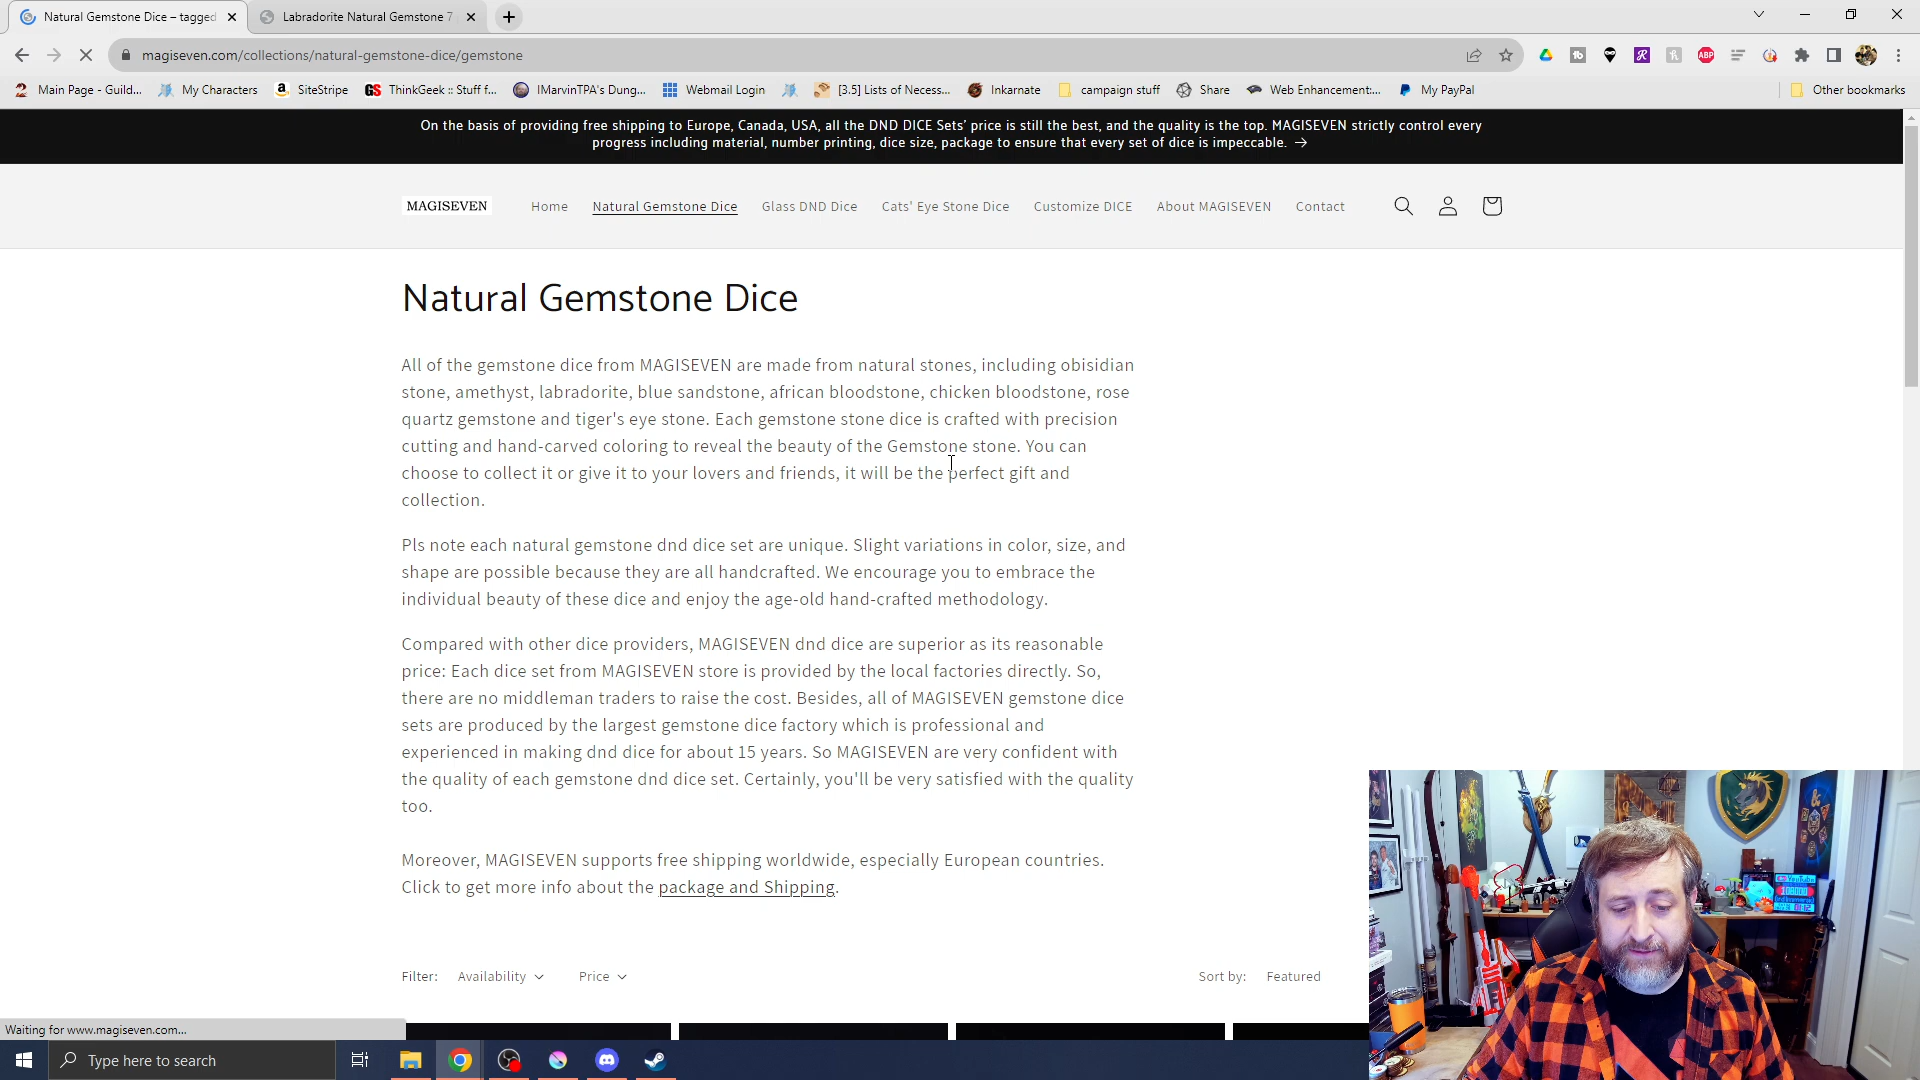 Natural Gemstone Dice – tagged
Labradorite Natural Gemstone 7
magiseven.com/collections/natural-gemstone-dice/gemstone
Main Page - Guild...
My Characters
SiteStripe
ThinkGeek :: Stuff f...
IMarvinTPA's Dung...
Webmail Login
[3.5] Lists of Necess...
Inkarnate
campaign stuff
Share
Web Enhancement:...
My PayPal
Other bookmarks
On the basis of providing free shipping to Europe, Canada, USA, all the DND DICE Sets' price is still the best, and the quality is the top. MAGISEVEN strictly control every
progress including material, number printing, dice size, package to ensure that every set of dice is impeccable. →
MAGISEVEN
Home
Natural Gemstone Dice
Glass DND Dice
Cats' Eye Stone Dice
Customize DICE
About MAGISEVEN
Contact
Natural Gemstone Dice
All of the gemstone dice from MAGISEVEN are made from natural stones, including obisidian
stone, amethyst, labradorite, blue sandstone, african bloodstone, chicken bloodstone, rose
quartz gemstone and tiger's eye stone. Each gemstone stone dice is crafted with precision
cutting and hand-carved coloring to reveal the beauty of the Gemstone stone. You can
choose to collect it or give it to your lovers and friends, it will be the perfect gift and
collection.
Pls note each natural gemstone dnd dice set are unique. Slight variations in color, size, and
shape are possible because they are all handcrafted. We encourage you to embrace the
individual beauty of these dice and enjoy the age-old hand-crafted methodology.
Compared with other dice providers, MAGISEVEN dnd dice are superior as its reasonable
price: Each dice set from MAGISEVEN store is provided by the local factories directly. So,
there are no middleman traders to raise the cost. Besides, all of MAGISEVEN gemstone dice
sets are produced by the largest gemstone dice factory which is professional and
experienced in making dnd dice for about 15 years. So MAGISEVEN are very confident with
the quality of each gemstone dnd dice set. Certainly, you'll be very satisfied with the quality
too.
Moreover, MAGISEVEN supports free shipping worldwide, especially European countries.
Click to get more info about the package and Shipping.
Filter:
Availability
Price
Sort by:
Featured
YouTube
Waiting for www.magiseven.com...
Type here to search